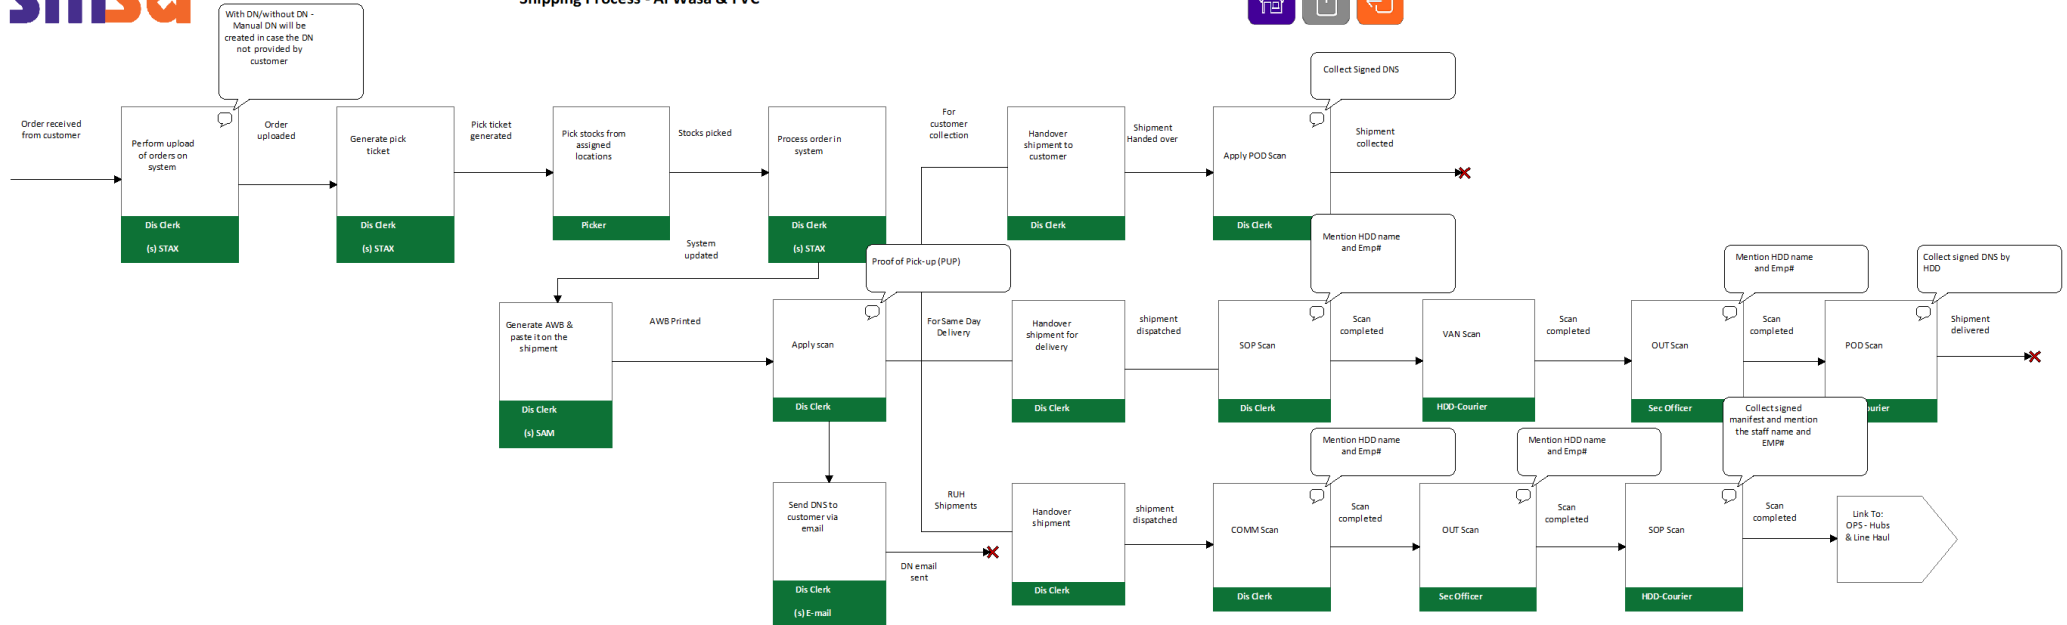 smsa
Shipping Process - Al Wasa & PVC
With DN/without DN -
Manual DN will be
created in case the DN
not provided by
customer
Collect Signed DNS
Order received
from customer
Perform upload
of orders on
system
Dis Clerk
(s) STAX
Order
uploaded
Generate pick
ticket
Dis Clerk
(s) STAX
Pick ticket
generated
Pick stocks from
assigned
locations
Picker
Stocks picked
Process order in
system
Dis Clerk
(s) STAX
For
customer
collection
Handover
shipment to
customer
Dis Clerk
Shipment
Handed over
Apply POD Scan
Dis Clerk
Shipment
collected
System
updated
Proof of Pick-up (PUP)
Mention HDD name
and Emp#
Mention HDD name
and Emp#
Collect signed DNS by
HDD
Generate AWB &
paste it on the
shipment
Dis Clerk
(s) SAM
AWB Printed
Apply scan
Dis Clerk
For Same Day
Delivery
Handover
shipment for
delivery
Dis Clerk
shipment
dispatched
SOP Scan
Dis Clerk
Scan
completed
VAN Scan
HDD-Courier
Scan
completed
OUT Scan
Sec Officer
Scan
completed
POD Scan
ourier
Shipment
delivered
Mention HDD name
and Emp#
Mention HDD name
and Emp#
Collect signed
manifest and mention
the staff name and
EMP#
Send DNS to
customer via
email
Dis Clerk
(s) E-mail
DN email
sent
RUH
Shipments
Handover
shipment
Dis Clerk
shipment
dispatched
COMM Scan
Dis Clerk
Scan
completed
OUT Scan
Sec Officer
Scan
completed
SOP Scan
HDD-Courier
Scan
completed
Link To:
OPS - Hubs
& Line Haul